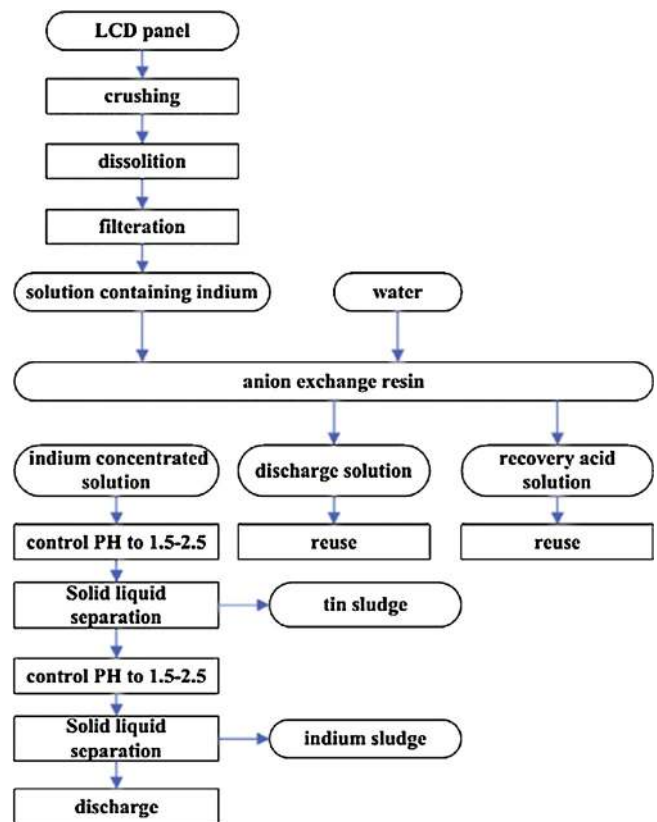 LCD panel
crushing
dissolition
filteration
solution containing indium
water
anion exchange resin
indium concentrated
solution
discharge solution
recovery acid
solution
control PH to 1.5-2.5
reuse
reuse
Solid liquid
separation
tin sludge
control PH to 1.5-2.5
Solid liquid
separation
indium sludge
discharge